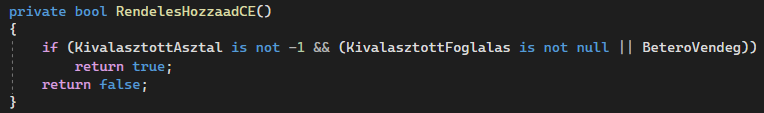 private bool RendelesHozzaadCE()
{
    if (KivalasztottAsztal is not -1 && (KivalasztottFoglalas is not null || BeteroVendeg))
        return true;
    return false;
}